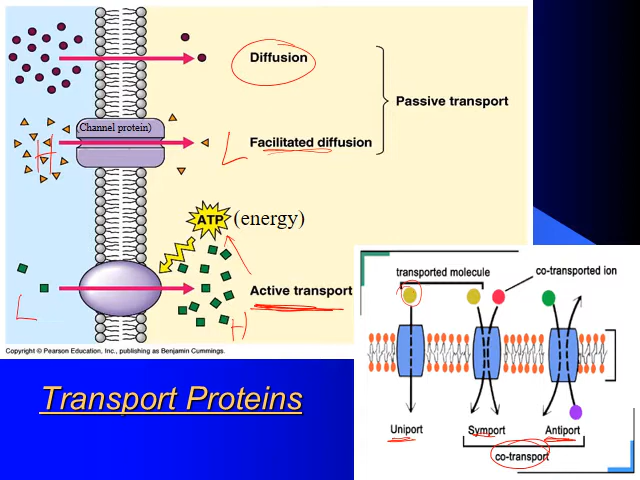 Diffusion
Passive transport
Channel protein)
H
L
Facilitated diffusion
ATP (energy)
L
Active transport
H
Copyright © Pearson Education, Inc., publishing as Benjamin Cummings.
Transport Proteins
transported molecule
co-transported ion
Uniport
Symport
Antiport
co-transport